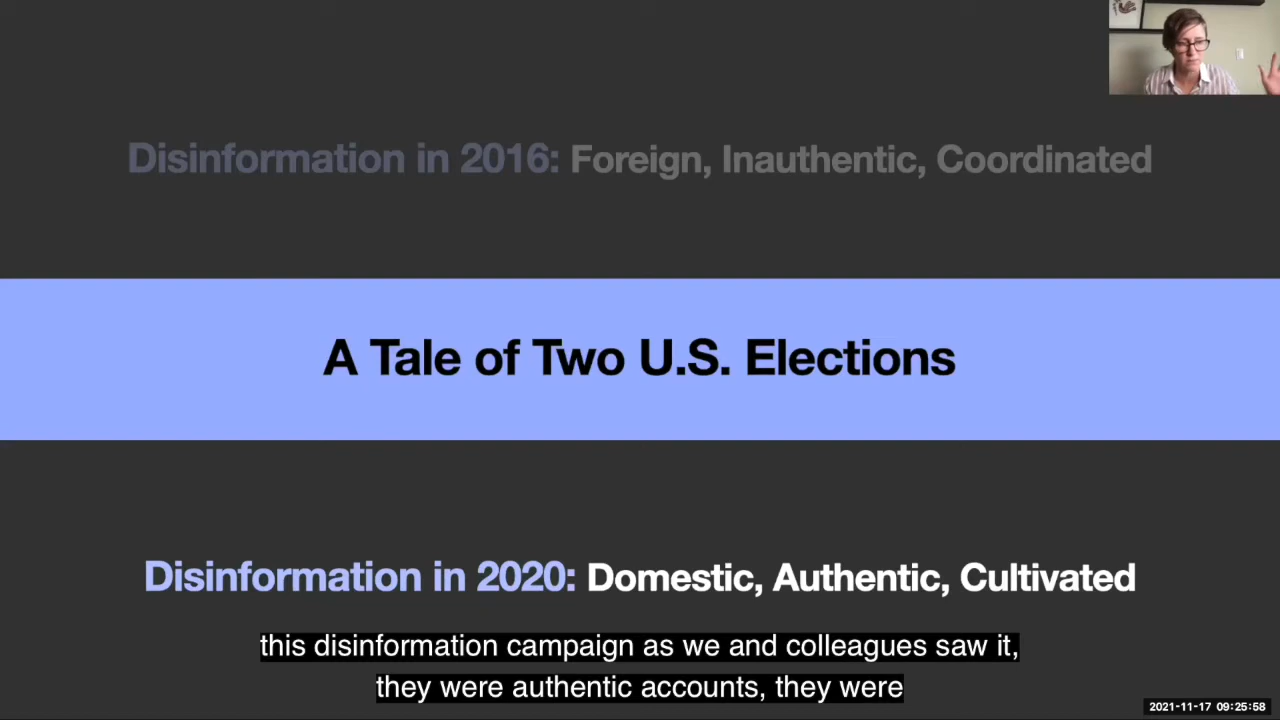 Disinformation in 2016: Foreign, Inauthentic, Coordinated
A Tale of Two U.S. Elections
Disinformation in 2020: Domestic, Authentic, Cultivated
this disinformation campaign as we and colleagues saw it,
they were authentic accounts, they were
2021-11-17 09:25:58